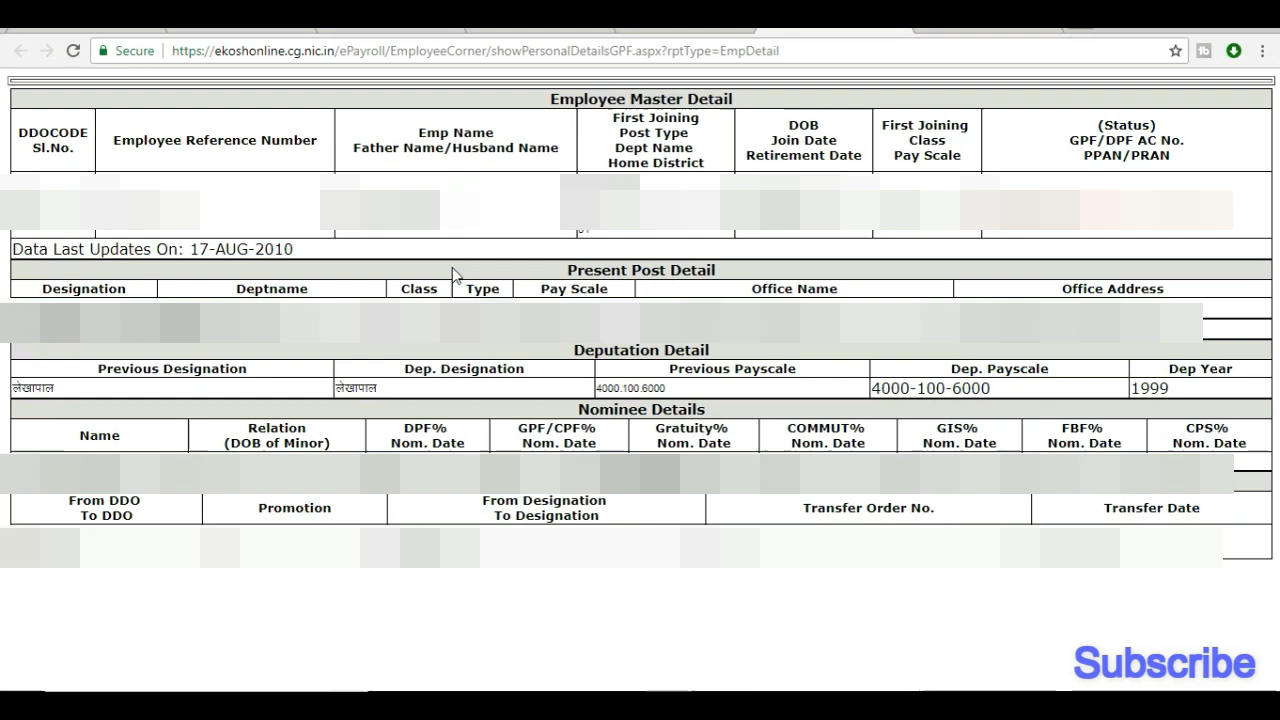 Secure
https://ekoshonline.cg.nic.in/ePayroll/EmployeeCorner/showPersonalDetailsGPF.aspx?rptType=EmpDetail
Employee Master Detail
DDOCODE
Sl.No.
Employee Reference Number
Emp Name
Father Name/Husband Name
First Joining
Post Type
Dept Name
Home District
DOB
Join Date
Retirement Date
First Joining
Class
Pay Scale
(Status)
GPF/DPF AC No.
PPAN/PRAN
Data Last Updates On: 17-AUG-2010
Present Post Detail
Designation
Deptname
Class
Type
Pay Scale
Office Name
Office Address
Deputation Detail
Previous Designation
Dep. Designation
Previous Payscale
Dep. Payscale
Dep Year
लेखापाल
लेखापाल
4000.100.6000
4000-100-6000
1999
Nominee Details
Name
Relation
(DOB of Minor)
DPF%
Nom. Date
GPF/CPF%
Nom. Date
Gratuity%
Nom. Date
COMMUT%
Nom. Date
GIS%
Nom. Date
FBF%
Nom. Date
CPS%
Nom. Date
From DDO
To DDO
Promotion
From Designation
To Designation
Transfer Order No.
Transfer Date
Subscribe